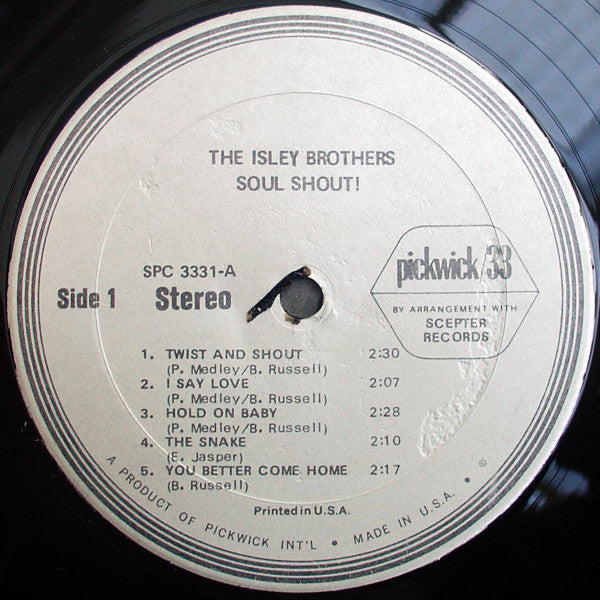 THE ISLEY BROTHERS
SOUL SHOUT!
pickwick 33
BY ARRANGEMENT WITH
SCEPTER
RECORDS
SPC 3331-A
Side 1 Stereo
1. TWIST AND SHOUT 2:30
(P. Medley/B. Russell)
2. I SAY LOVE 2:07
(P. Medley/B. Russell)
3. HOLD ON BABY 2:28
(P. Medley/B. Russell)
4. THE SNAKE 2:10
(E. Jasper)
5. YOU BETTER COME HOME 2:17
(B. Russell)
Printed in U.S.A.
A PRODUCT OF PICKWICK INT'L • MADE IN U.S.A. • ©